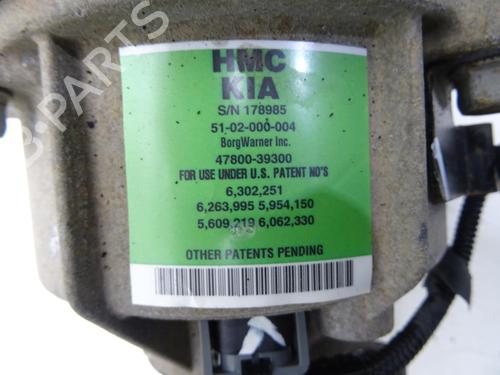 HMC
KIA
S/N 178985
51-02-000-004
BorgWarner Inc.
47800-39300
FOR USE UNDER U.S. PATENT NO'S
6,302,251
6,263,995 5,954,150
5,609,219 6,062,330
OTHER PATENTS PENDING